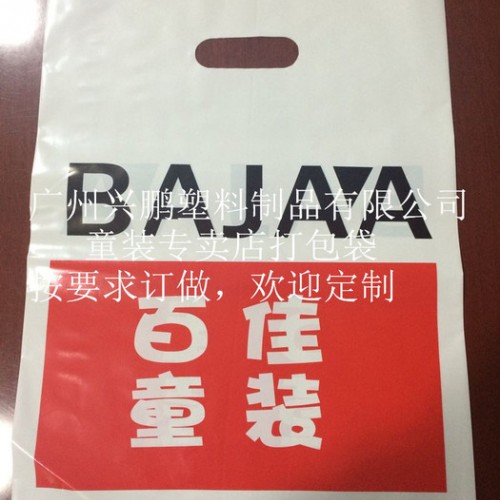 BAJAYA
广州兴鹏塑料制品有限公司
童装专卖店打包袋
按要求订做，欢迎定制
百佳
童装